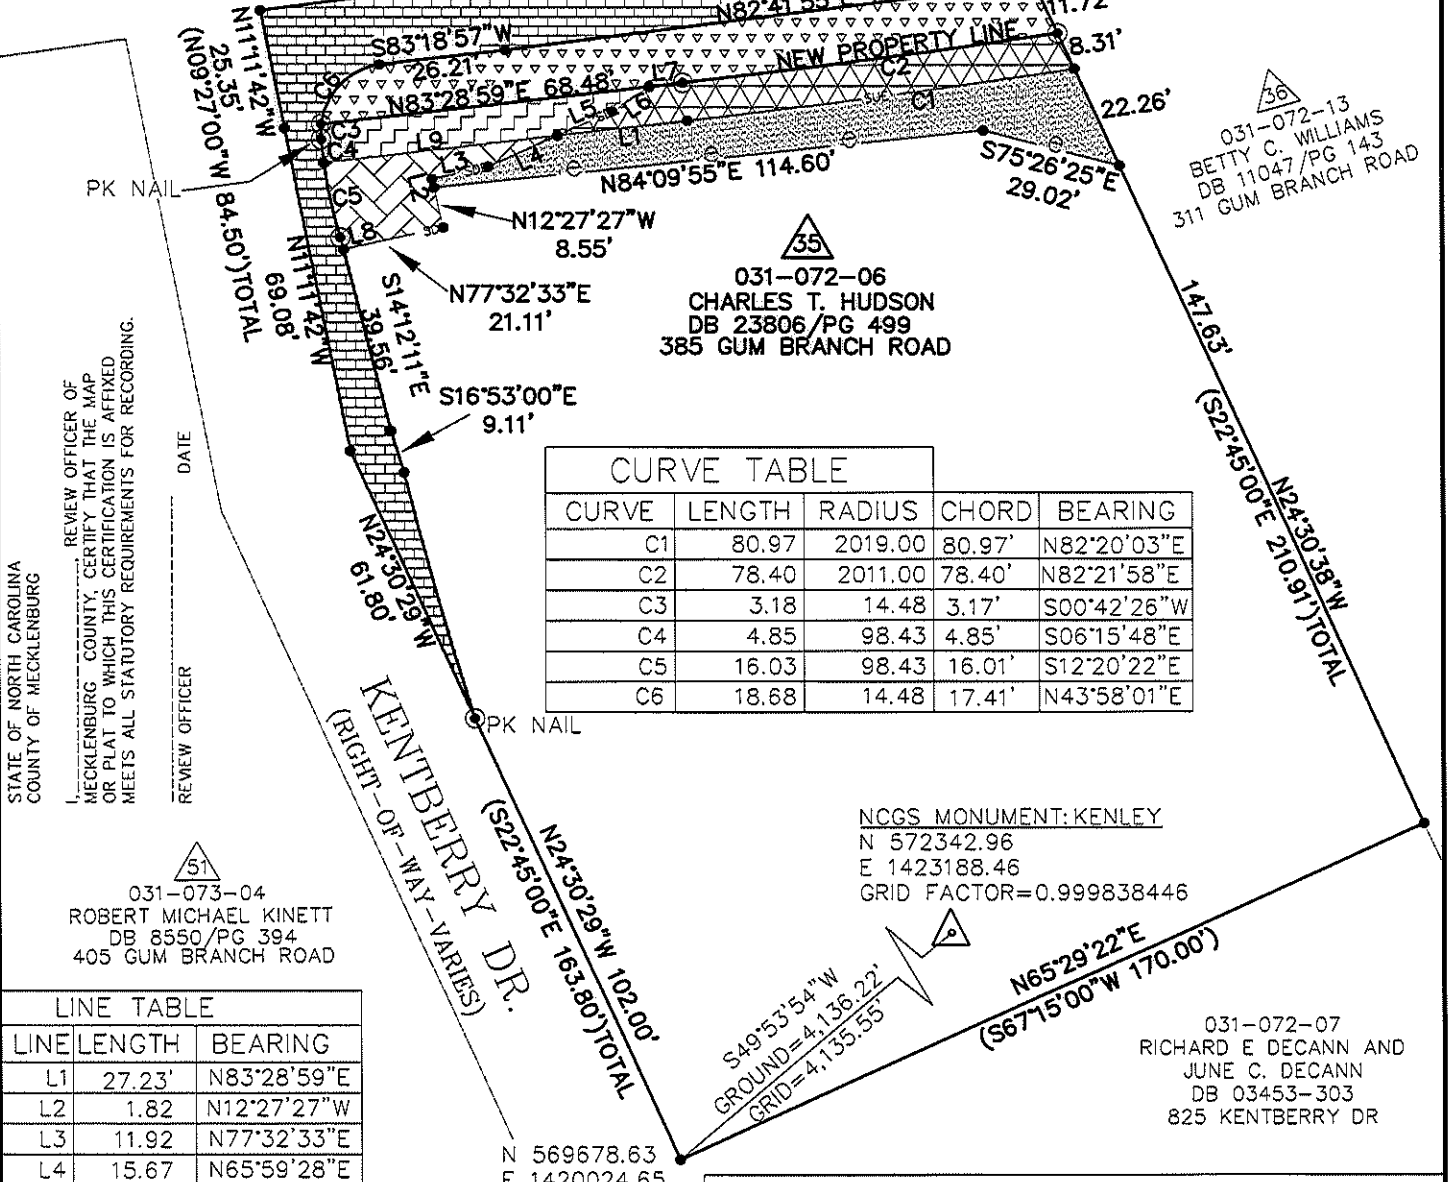 N11°11'42"W
25.35'
(N09°27'00"W 84.50')TOTAL
S83°18'57"W
26.21'
C6
11.72'
NEW PROPERTY LINE
8.31'
L7
C2
N83°28'59"E 68.48'
L5
L6
C1
C3
L9
L1
C4
L3
L4
SD
22.26'
PK NAIL
C5
L2
N84°09'55"E 114.60'
S75°26'25"E
29.02'
36
031-072-13
BETTY C. WILLIAMS
DB 11047/PG 143
311 GUM BRANCH ROAD
L8
SD
N12°27'27"W
8.55'
N11°11'42"W
69.08'
N77°32'33"E
21.11'
S14°12'11"E
39.56'
35
031-072-06
CHARLES T. HUDSON
DB 23806/PG 499
385 GUM BRANCH ROAD
147.63'
(S22°45'00"E 210.91')TOTAL
N24°30'38"W
S16°53'00"E
9.11'
N24°30'29"W
61.80'
STATE OF NORTH CAROLINA
COUNTY OF MECKLENBURG
I, REVIEW OFFICER OF
MECKLENBURG COUNTY, CERTIFY THAT THE MAP
OR PLAT TO WHICH THIS CERTIFICATION IS AFFIXED
MEETS ALL STATUTORY REQUIREMENTS FOR RECORDING.
REVIEW OFFICER DATE
CURVE TABLE
CURVE LENGTH RADIUS CHORD BEARING
C1 80.97 2019.00 80.97' N82°20'03"E
C2 78.40 2011.00 78.40' N82°21'58"E
C3 3.18 14.48 3.17' S00°42'26"W
C4 4.85 98.43 4.85' S06°15'48"E
C5 16.03 98.43 16.01' S12°20'22"E
C6 18.68 14.48 17.41' N43°58'01"E
PK NAIL
KENTBERRY DR.
(RIGHT-OF-WAY-VARIES)
N24°30'29"W 102.00'
(S22°45'00"E 163.80')TOTAL
NCGS MONUMENT: KENLEY
N 572342.96
E 1423188.46
GRID FACTOR=0.999838446
S49°53'54"W
GROUND=4,136.22'
GRID=4,135.55'
N65°29'22"E
(S67°15'00"W 170.00')
51
031-073-04
ROBERT MICHAEL KINETT
DB 8550/PG 394
405 GUM BRANCH ROAD
031-072-07
RICHARD E DECANN AND
JUNE C. DECANN
DB 03453-303
825 KENTBERRY DR
LINE TABLE
LINE LENGTH BEARING
L1 27.23' N83°28'59"E
L2 1.82 N12°27'27"W
L3 11.92 N77°32'33"E
L4 15.67 N65°59'28"E
N 569678.63
E 1420024.65